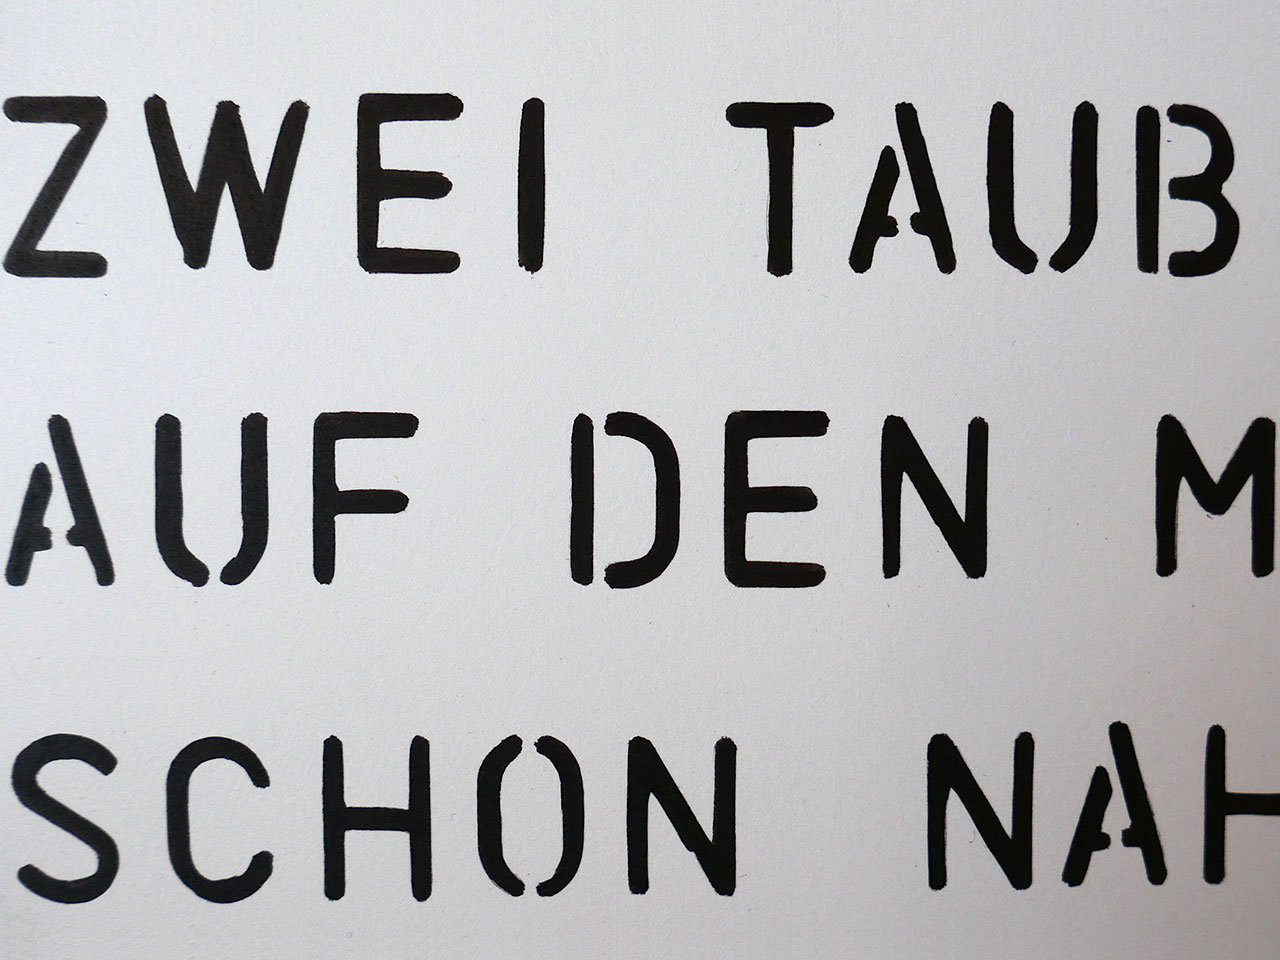 ZWEI TAUB
AUF DEN M
SCHON NAH